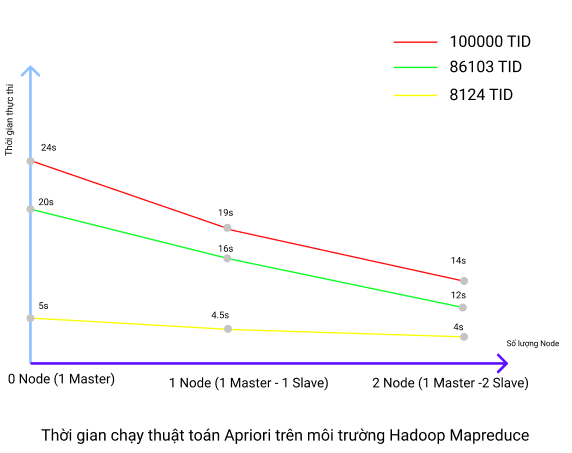 100000 TID
86103 TID
8124 TID
Thời gian thực thi
24s
20s
19s
16s
14s
12s
5s
4.5s
4s
Số lượng Node
0 Node (1 Master)
1 Node (1 Master - 1 Slave)
2 Node (1 Master -2 Slave)
Thời gian chạy thuật toán Apriori trên môi trường Hadoop Mapreduce